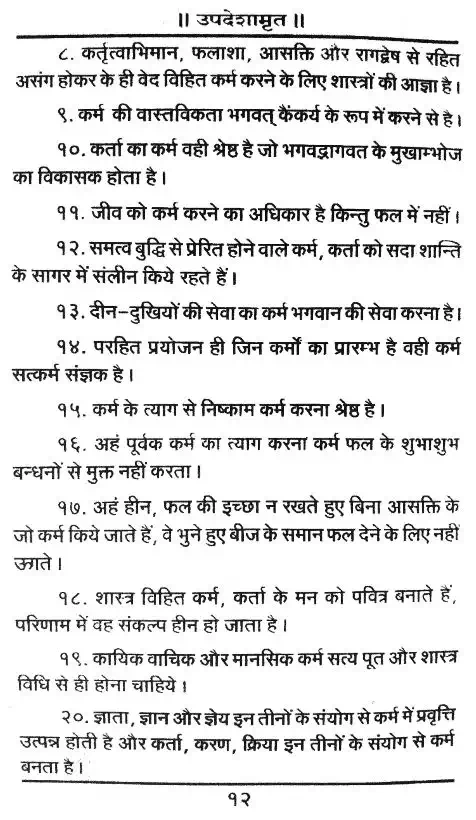 ॥ उपदेशामृत ॥
८. कर्तृत्वाभिमान, फलाशा, आसक्ति और रागद्वेष से रहित
असंग होकर के ही वेद विहित कर्म करने के लिए शास्त्रों की आज्ञा है।
९. कर्म की वास्तविकता भगवत् कैंकर्य के रूप में करने से है।
१०. कर्ता का कर्म वही श्रेष्ठ है जो भगवद्भागवत के मुखाम्भोज
का विकासक होता है।
११. जीव को कर्म करने का अधिकार है किन्तु फल में नहीं।
१२. समत्व बुद्धि से प्रेरित होने वाले कर्म, कर्ता को सदा शान्ति
के सागर में संलीन किये रहते हैं।
१३. दीन-दुखियों की सेवा का कर्म भगवान की सेवा करना है।
१४. परहित प्रयोजन ही जिन कर्मों का प्रारम्भ है वही कर्म
सत्कर्म संज्ञक है।
१५. कर्म के त्याग से निष्काम कर्म करना श्रेष्ठ है।
१६. अहं पूर्वक कर्म का त्याग करना कर्म फल के शुभाशुभ
बन्धनों से मुक्त नहीं करता।
१७. अहं हीन, फल की इच्छा न रखते हुए बिना आसक्ति के
जो कर्म किये जाते हैं, वे भुने हुए बीज के समान फल देने के लिए नहीं
ऊगते।
१८. शास्त्र विहित कर्म, कर्ता के मन को पवित्र बनाते हैं,
परिणाम में वह संकल्प हीन हो जाता है।
१९. कायिक वाचिक और मानसिक कर्म सत्य पूत और शास्त्र
विधि से ही होना चाहिये।
२०. ज्ञाता, ज्ञान और ज्ञेय इन तीनों के संयोग से कर्म में प्रवृत्ति
उत्पन्न होती है और कर्ता, करण, क्रिया इन तीनों के संयोग से कर्म
बनता है।
१२